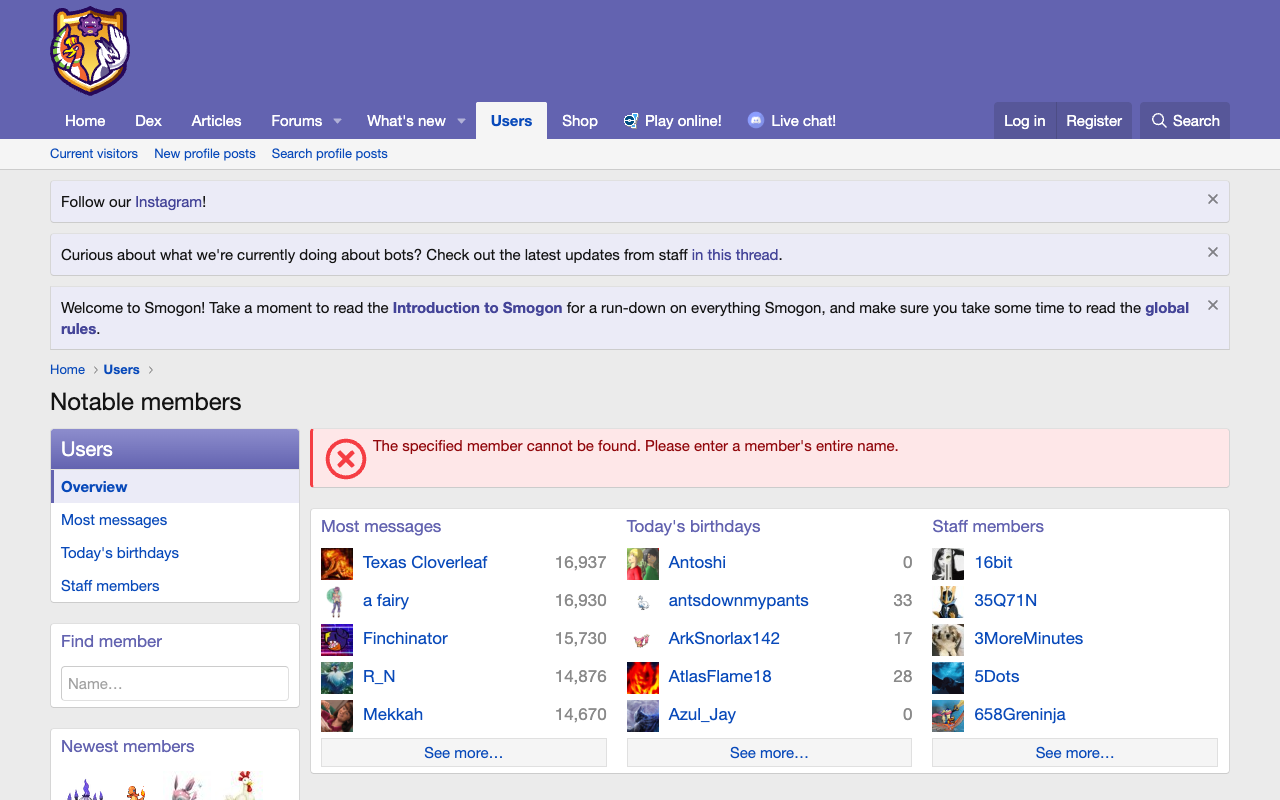 Home
Dex
Articles
Forums
What's new
Users
Shop
Play online!
Live chat!
Log in
Register
Search
Current visitors
New profile posts
Search profile posts
Follow our Instagram!
Curious about what we're currently doing about bots? Check out the latest updates from staff in this thread.
Welcome to Smogon! Take a moment to read the Introduction to Smogon for a run-down on everything Smogon, and make sure you take some time to read the global
rules.
Home
Users
Notable members
Users
Overview
Most messages
Today's birthdays
Staff members
Find member
Name…
Newest members
The specified member cannot be found. Please enter a member's entire name.
Most messages
Texas Cloverleaf 16,937
a fairy 16,930
Finchinator 15,730
R_N 14,876
Mekkah 14,670
See more…
Today's birthdays
Antoshi 0
antsdownmypants 33
ArkSnorlax142 17
AtlasFlame18 28
Azul_Jay 0
See more…
Staff members
16bit
35Q71N
3MoreMinutes
5Dots
658Greninja
See more…